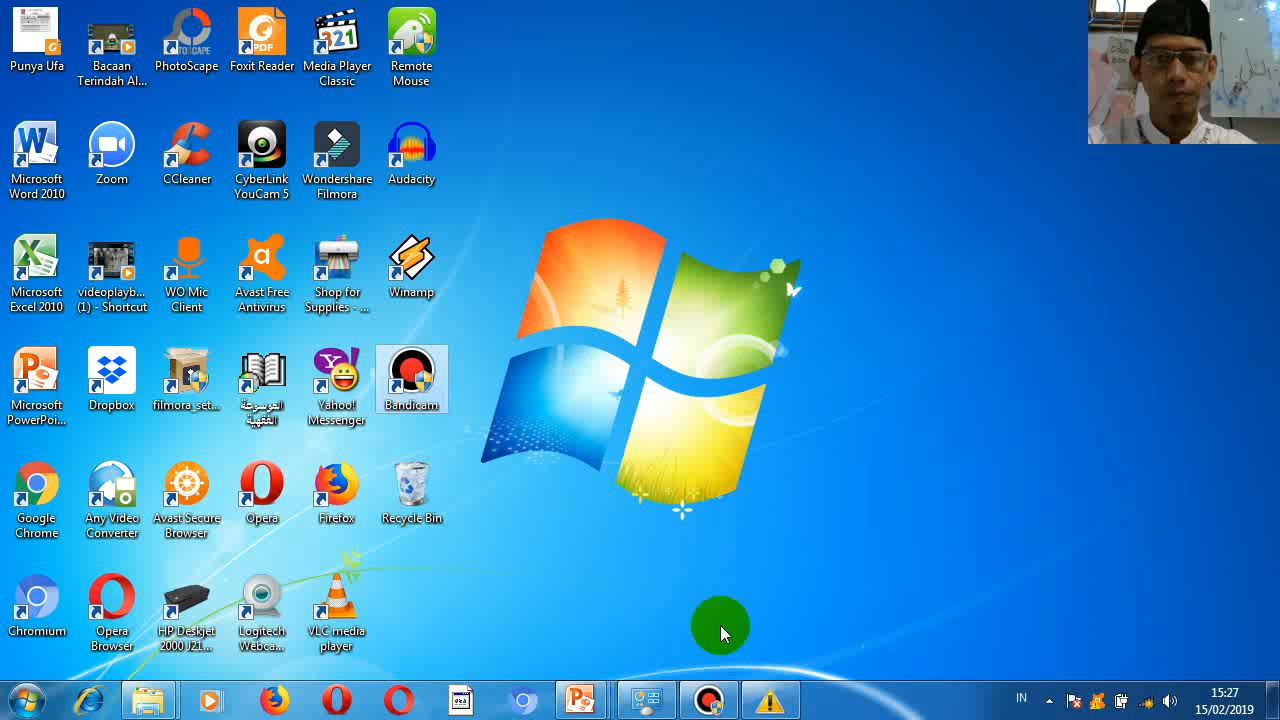 Punya Ufa
Bacaan
Terindah Al...
PhotoScape
Foxit Reader
Media Player
Classic
Remote
Mouse
Microsoft
Word 2010
Zoom
CCleaner
CyberLink
YouCam 5
Wondershare
Filmora
Audacity
Microsoft
Excel 2010
videoplayb...
(1) - Shortcut
WO Mic
Client
Avast Free
Antivirus
Shop for
Supplies - ...
Winamp
Microsoft
PowerPoi...
Dropbox
filmora_set...
الموسوعة
الفقهية
Yahoo!
Messenger
Bandicam
Google
Chrome
Any Video
Converter
Avast Secure
Browser
Opera
Firefox
Recycle Bin
Chromium
Opera
Browser
HP Deskjet
2000 J21...
Logitech
Webca...
VLC media
player
PDF
321
IN
15:27
15/02/2019